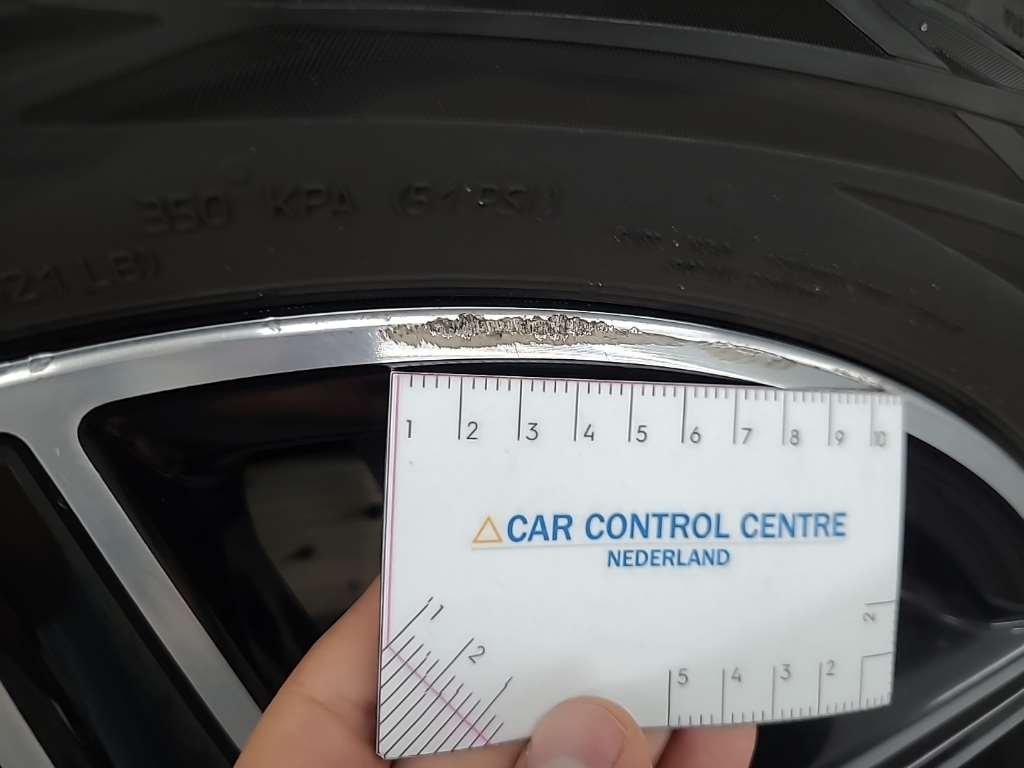 350 KPA (51 PSI)
21 LB)
1 2 3 4 5 6 7 8 9 10
CAR CONTROL CENTRE
NEDERLAND
1
2
2
5 4 3 2